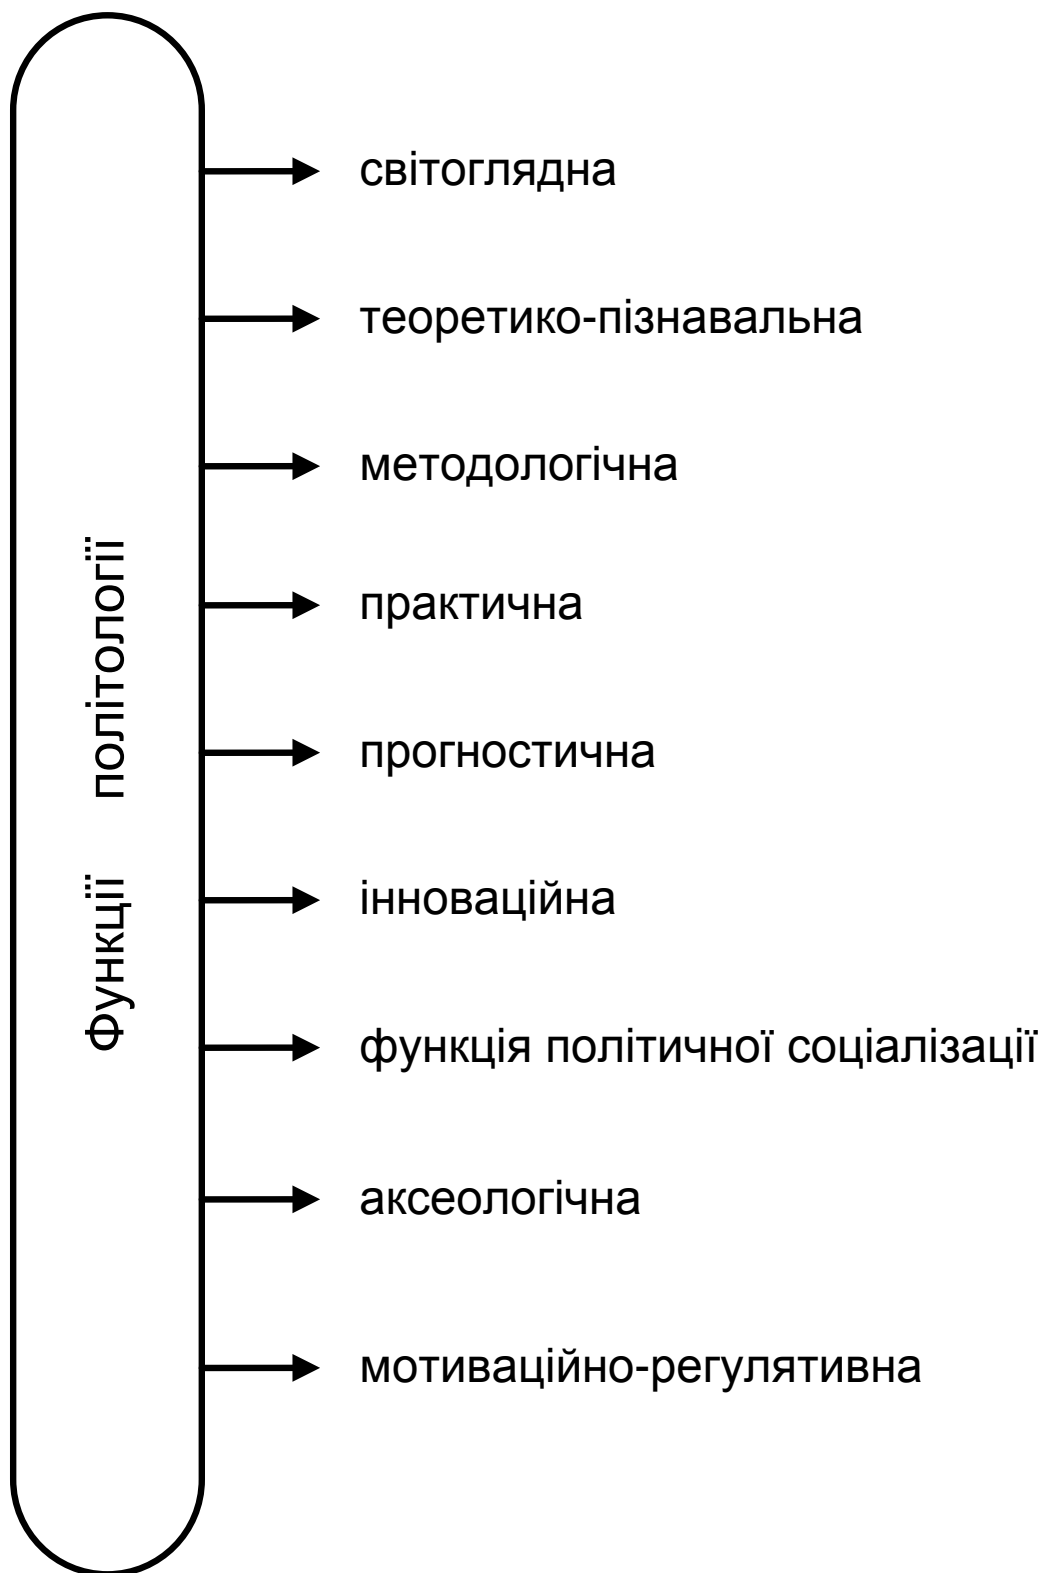 Функції політології
світоглядна
теоретико-пізнавальна
методологічна
практична
прогностична
інноваційна
функція політичної соціалізації
аксеологічна
мотиваційно-регулятивна